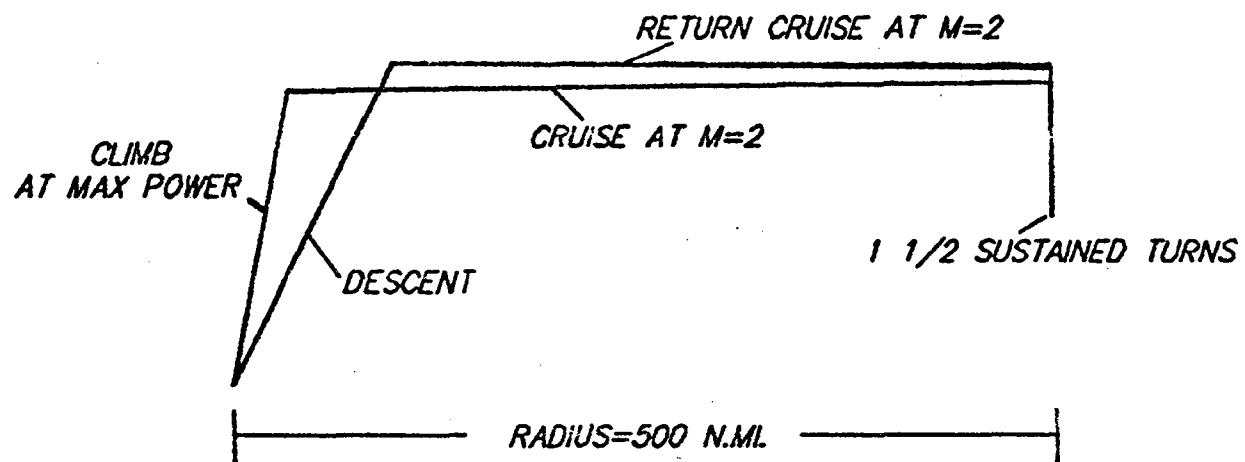 RETURN CRUISE AT M=2
CRUISE AT M=2
CLIMB
AT MAX POWER
1 1/2 SUSTAINED TURNS
DESCENT
RADIUS=500 N.MI.